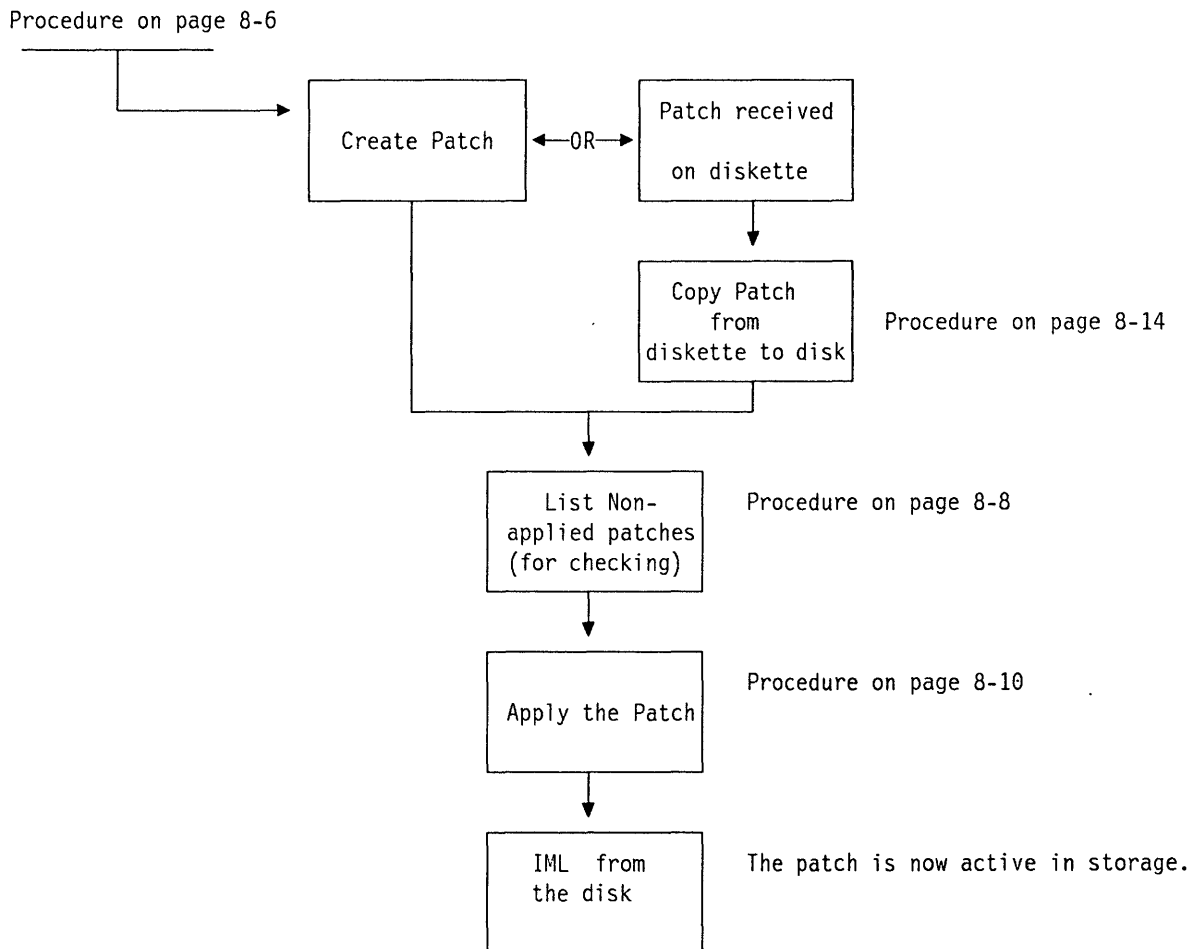 Procedure on page 8-6
Create Patch
OR
Patch received
on diskette
Copy Patch
from
diskette to disk
Procedure on page 8-14
List Non-
applied patches
(for checking)
Procedure on page 8-8
Apply the Patch
Procedure on page 8-10
IML from
the disk
The patch is now active in storage.